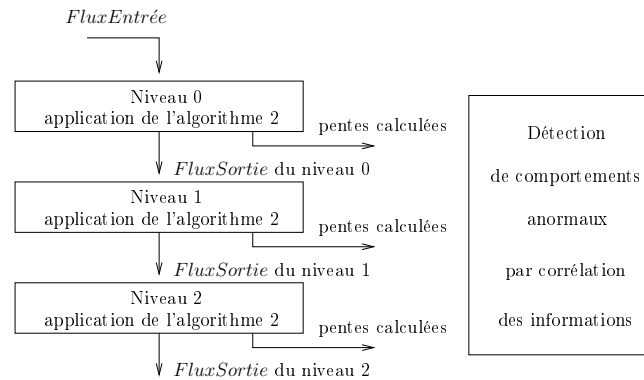 FluxEntrée
Niveau 0
application de l'algorithme 2
pentes calculées
FluxSortie du niveau 0
Niveau 1
application de l'algorithme 2
pentes calculées
FluxSortie du niveau 1
Niveau 2
application de l'algorithme 2
pentes calculées
FluxSortie du niveau 2
Détection
de comportements
anormaux
par corrélation
des informations